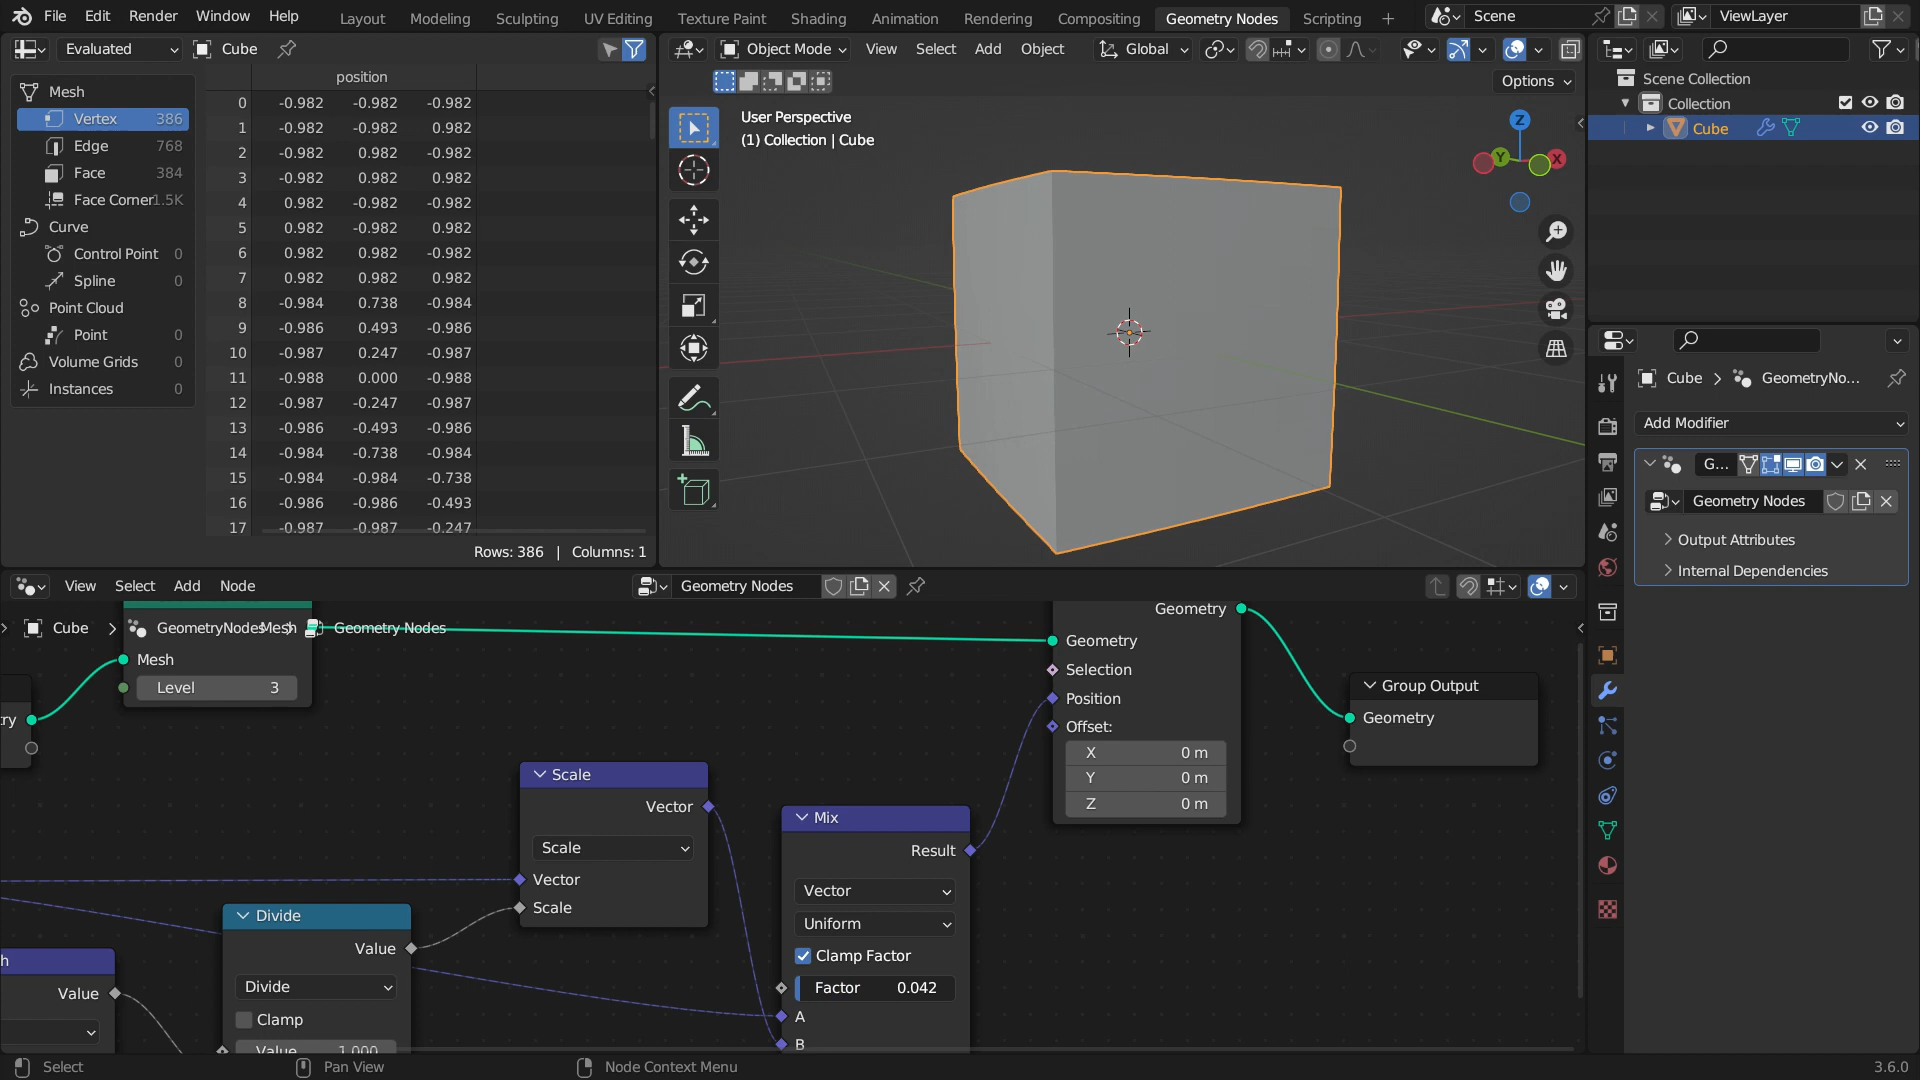 File Edit Render Window Help Layout Modeling Sculpting UV Editing Texture Paint Shading Animation Rendering Compositing Geometry Nodes Scripting + Scene ViewLayer
Evaluated Cube
Object Mode View Select Add Object Global
Options
position
Mesh
Vertex 386
Edge 768
Face 384
Face Corner 1.5K
Curve
Control Point 0
Spline 0
Point Cloud
Point 0
Volume Grids 0
Instances 0
0 -0.982 -0.982 -0.982
1 -0.982 -0.982 0.982
2 -0.982 0.982 -0.982
3 -0.982 0.982 0.982
4 0.982 -0.982 -0.982
5 0.982 -0.982 0.982
6 0.982 0.982 -0.982
7 0.982 0.982 0.982
8 -0.984 0.738 -0.984
9 -0.986 0.493 -0.986
10 -0.987 0.247 -0.987
11 -0.988 0.000 -0.988
12 -0.987 -0.247 -0.987
13 -0.986 -0.493 -0.986
14 -0.984 -0.738 -0.984
15 -0.984 -0.984 -0.738
16 -0.986 -0.986 -0.493
17 -0.987 -0.987 -0.247
Rows: 386 | Columns: 1
User Perspective
(1) Collection | Cube
Z
Y
X
Scene Collection
Collection
Cube
Cube GeometryNo...
Add Modifier
G...
Geometry Nodes
Output Attributes
Internal Dependencies
View Select Add Node Geometry Nodes
Cube GeometryNodes Geometry Nodes
Mesh
Mesh
Level 3
ry
Geometry
Geometry
Selection
Position
Offset:
X 0 m
Y 0 m
Z 0 m
Group Output
Geometry
Scale
Vector
Scale
Vector
Scale
Mix
Result
Vector
Uniform
Clamp Factor
Factor 0.042
A
B
Divide
Value
Divide
Clamp
Value 1.000
h
Value
Select Pan View Node Context Menu 3.6.0